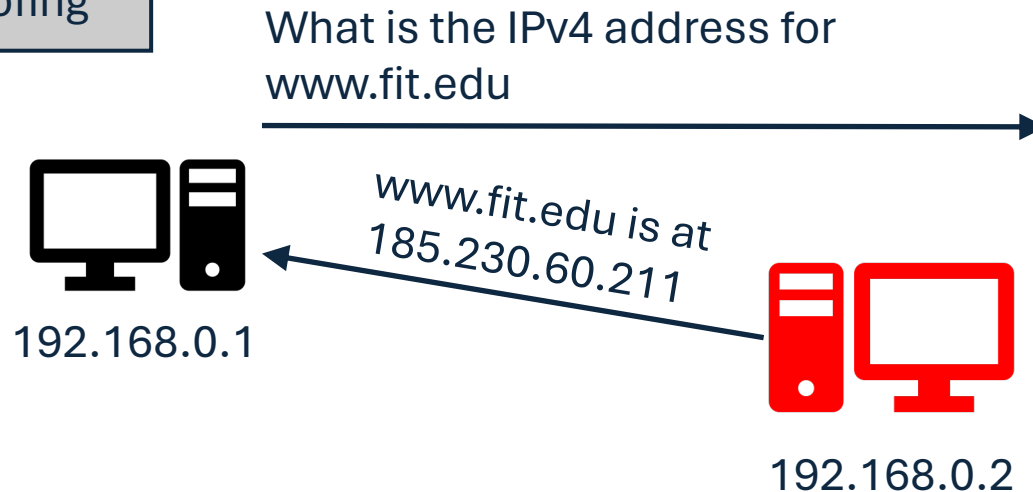 What is the IPv4 address for
www.fit.edu
www.fit.edu is at
185.230.60.211
192.168.0.1
192.168.0.2